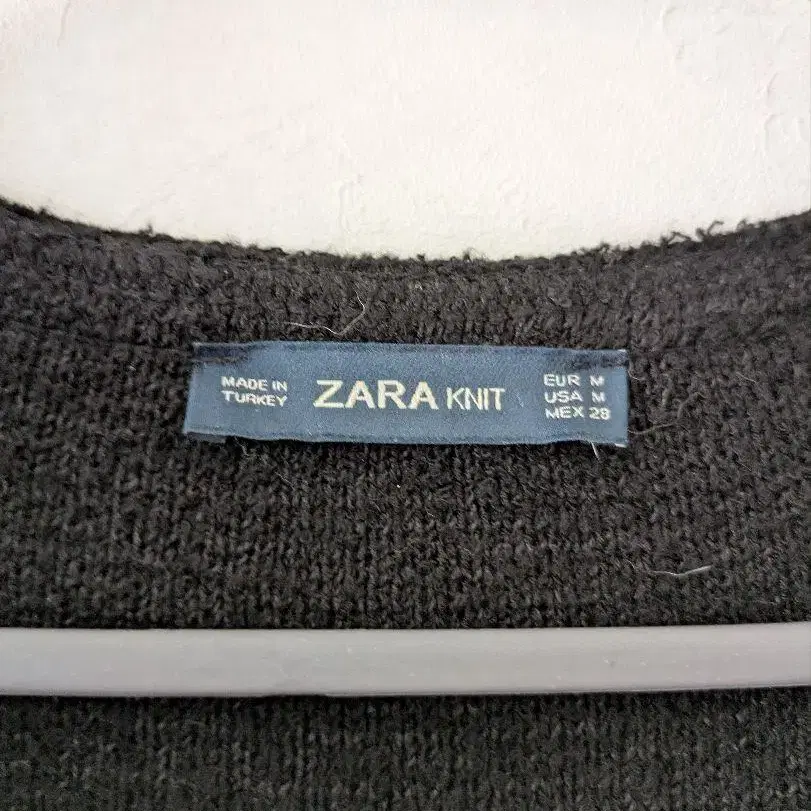 MADE IN
TURKEY
ZARA KNIT
EUR M
USA M
MEX 28